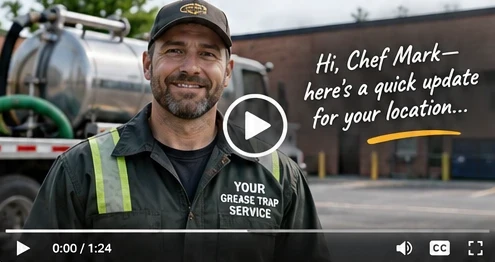 Hi, Chef Mark—
here's a quick update
for your location...
YOUR
GREASE TRAP
SERVICE
0:00 / 1:24
CC